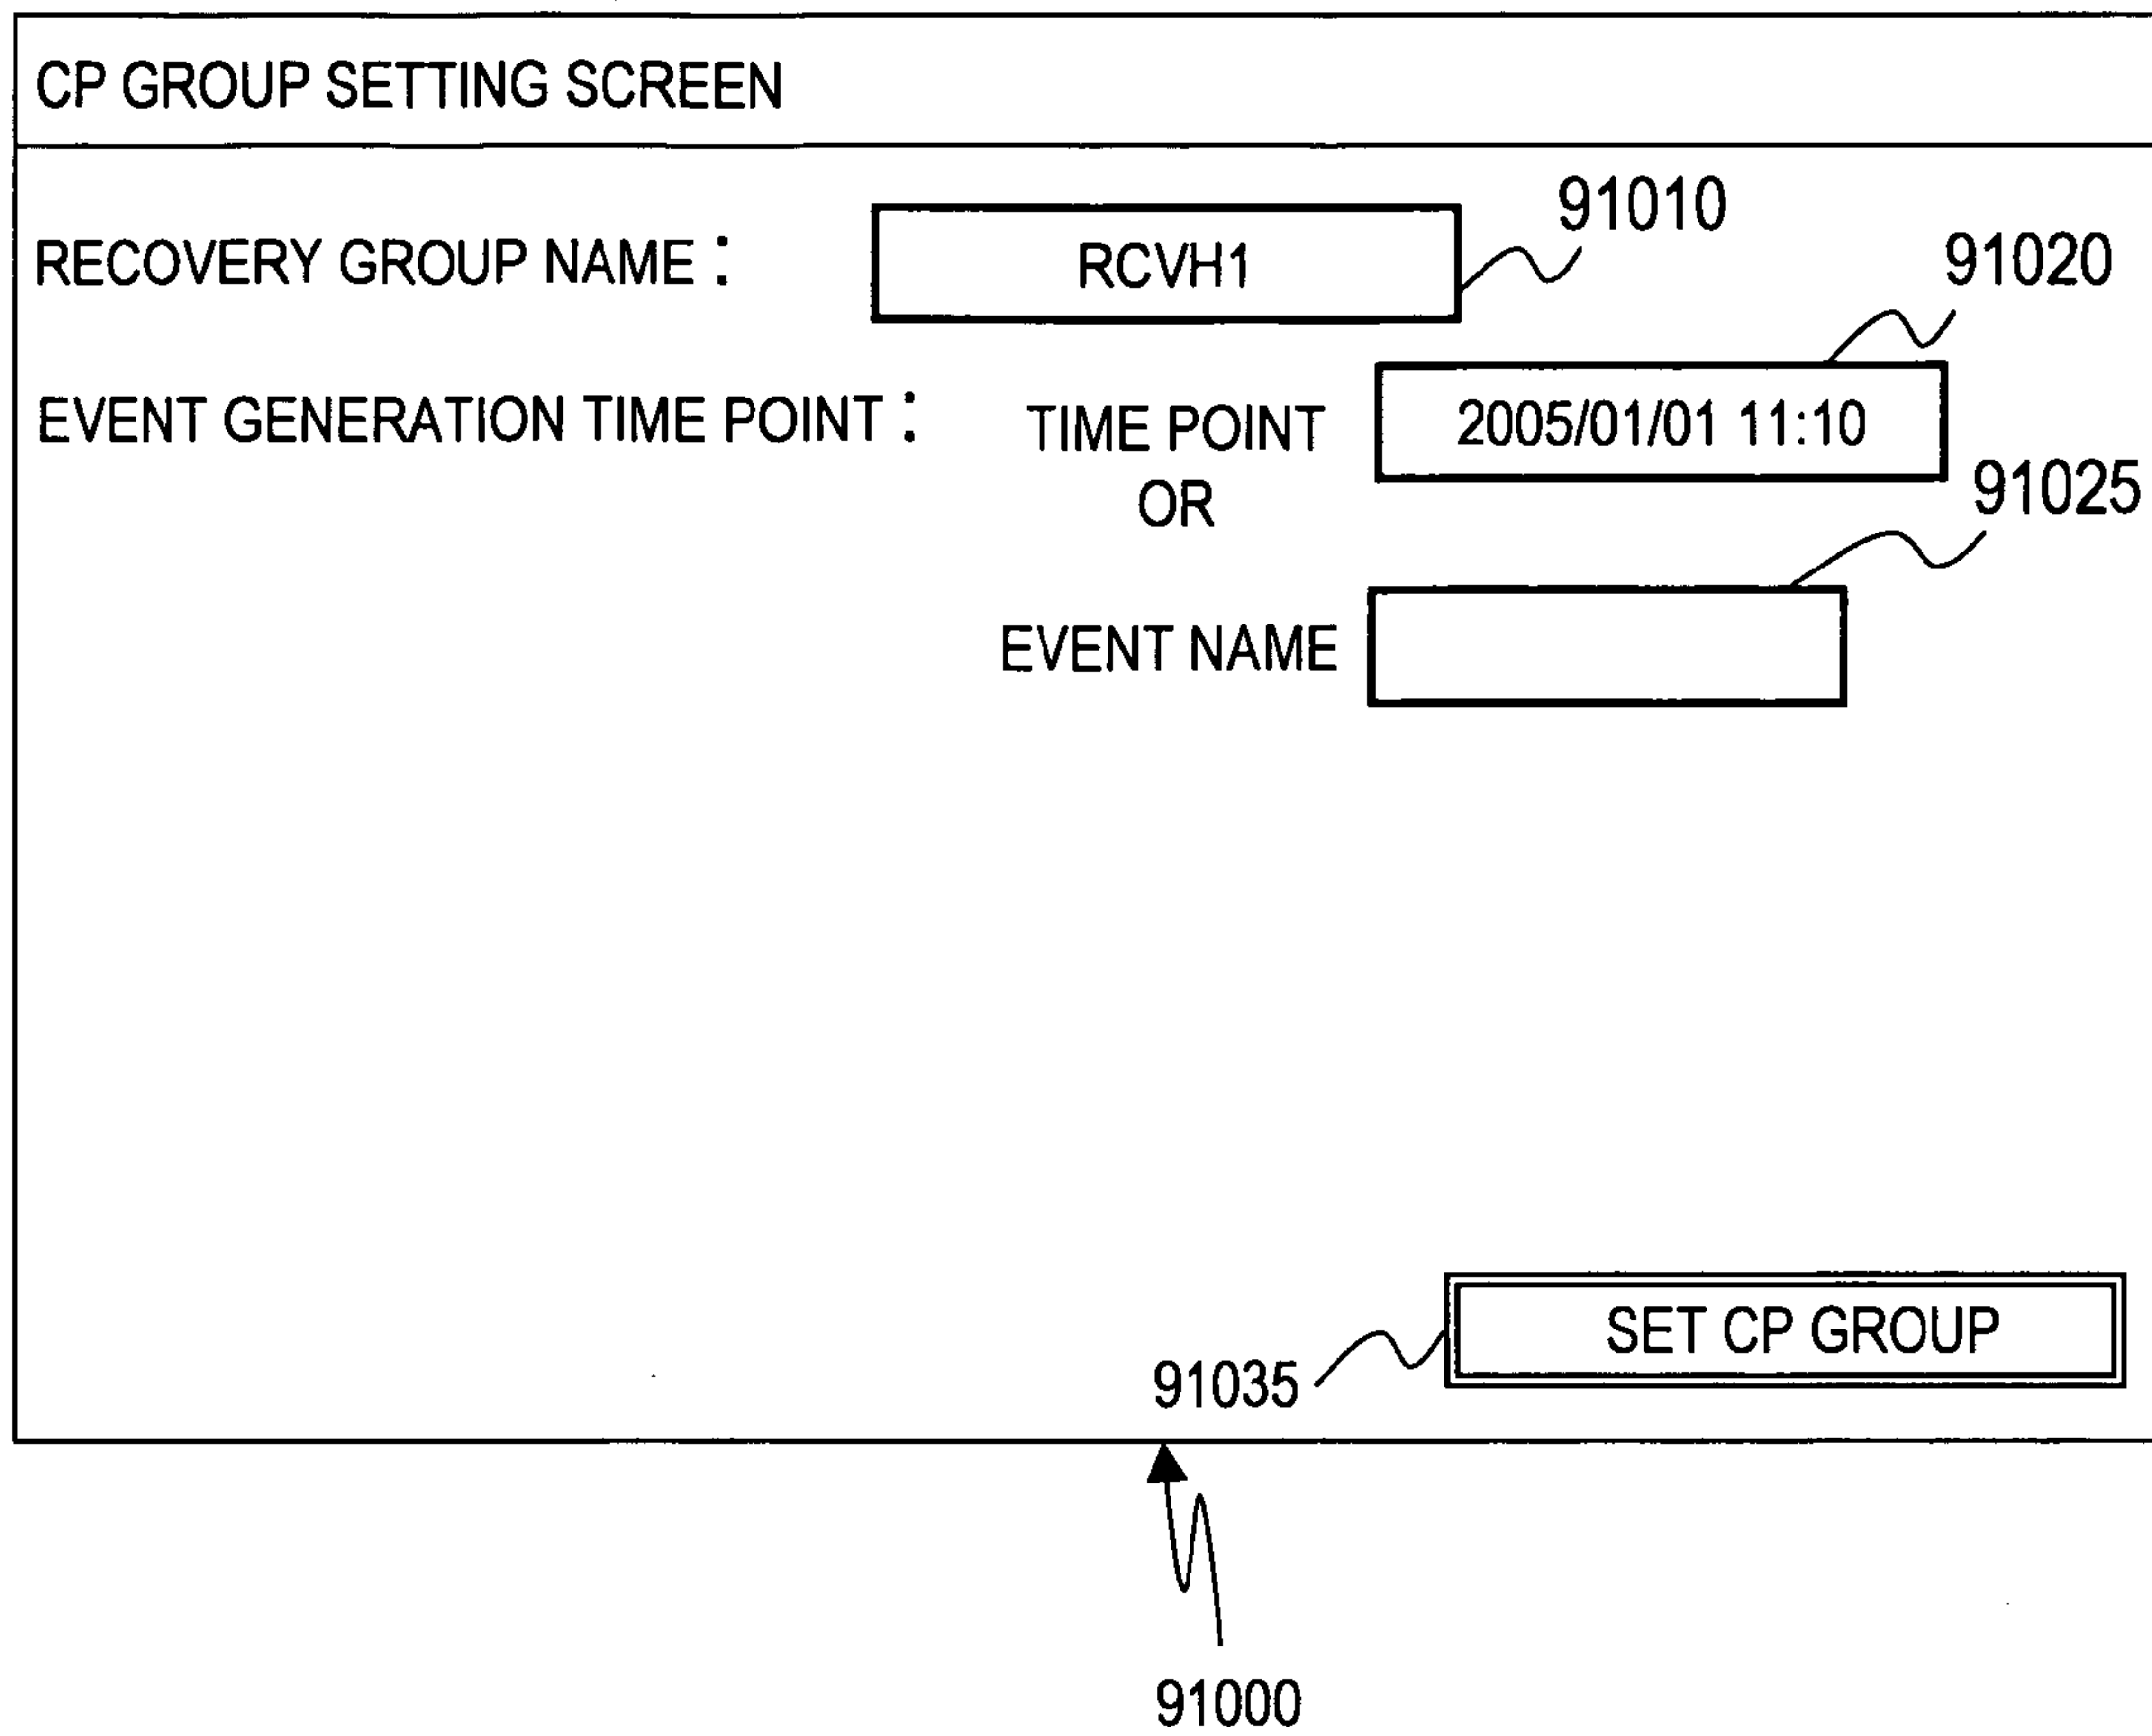 CP GROUP SETTING SCREEN
91010
RECOVERY GROUP NAME : RCVH1
91020
EVENT GENERATION TIME POINT : TIME POINT 2005/01/01 11:10
OR
91025
EVENT NAME
SET CP GROUP
91035
91000